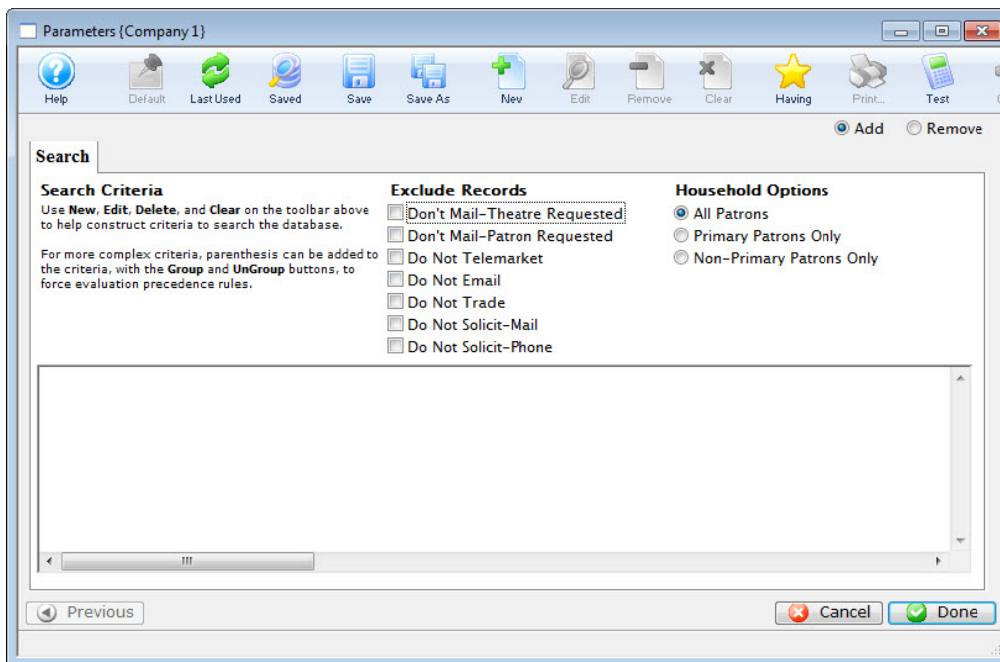 Parameters {Company 1}
Help Default Last Used Saved Save Save As New Edit Remove Clear Having Print... Test
Add Remove
Search
Search Criteria
Use New, Edit, Delete, and Clear on the toolbar above
to help construct criteria to search the database.
For more complex criteria, parenthesis can be added to
the criteria, with the Group and UnGroup buttons, to
force evaluation precedence rules.
Exclude Records
Don't Mail-Theatre Requested
Don't Mail-Patron Requested
Do Not Telemarket
Do Not Email
Do Not Trade
Do Not Solicit-Mail
Do Not Solicit-Phone
Household Options
All Patrons
Primary Patrons Only
Non-Primary Patrons Only
Previous
Cancel Done